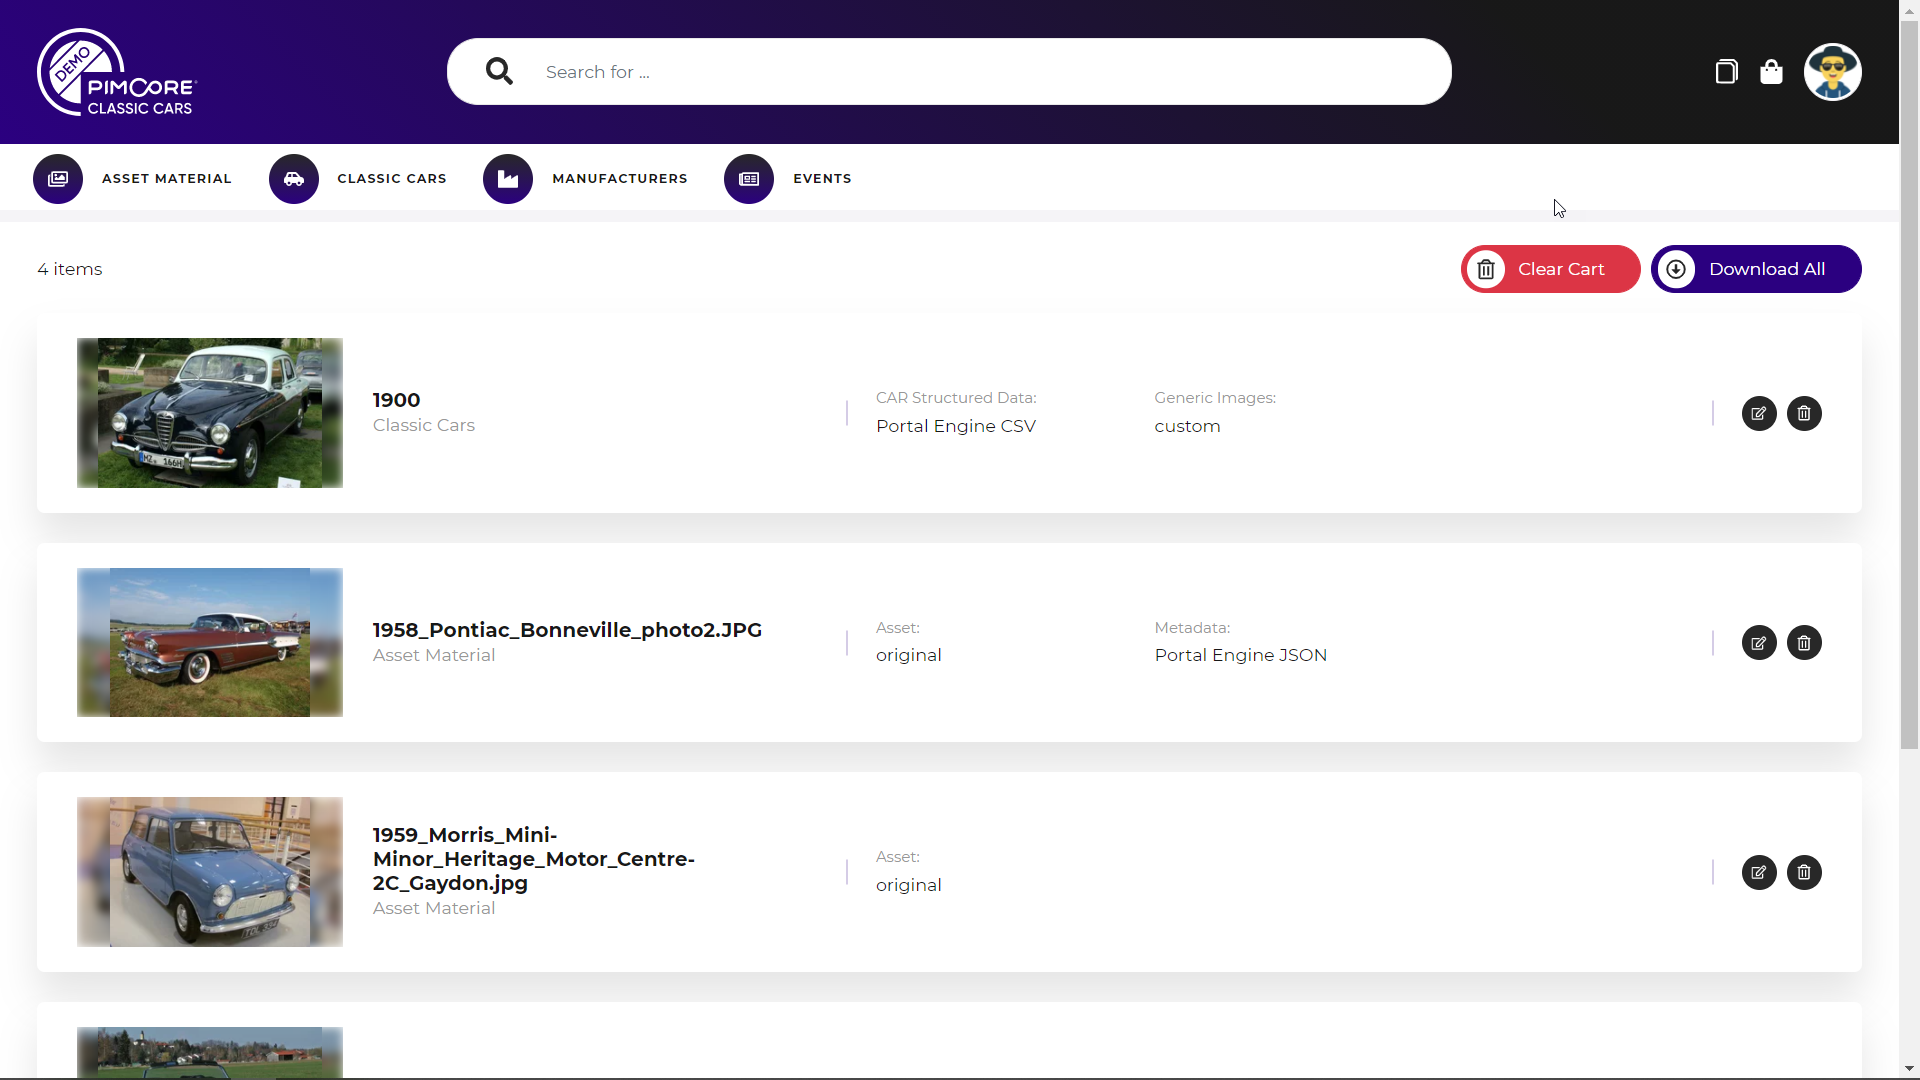 DEMO
PIMCORE
CLASSIC CARS
Search for ...
ASSET MATERIAL
CLASSIC CARS
MANUFACTURERS
EVENTS
4 items
Clear Cart
Download All
1900
Classic Cars
CAR Structured Data:
Portal Engine CSV
Generic Images:
custom
1958_Pontiac_Bonneville_photo2.JPG
Asset Material
Asset:
original
Metadata:
Portal Engine JSON
1959_Morris_Mini-
Minor_Heritage_Motor_Centre-
2C_Gaydon.jpg
Asset Material
Asset:
original